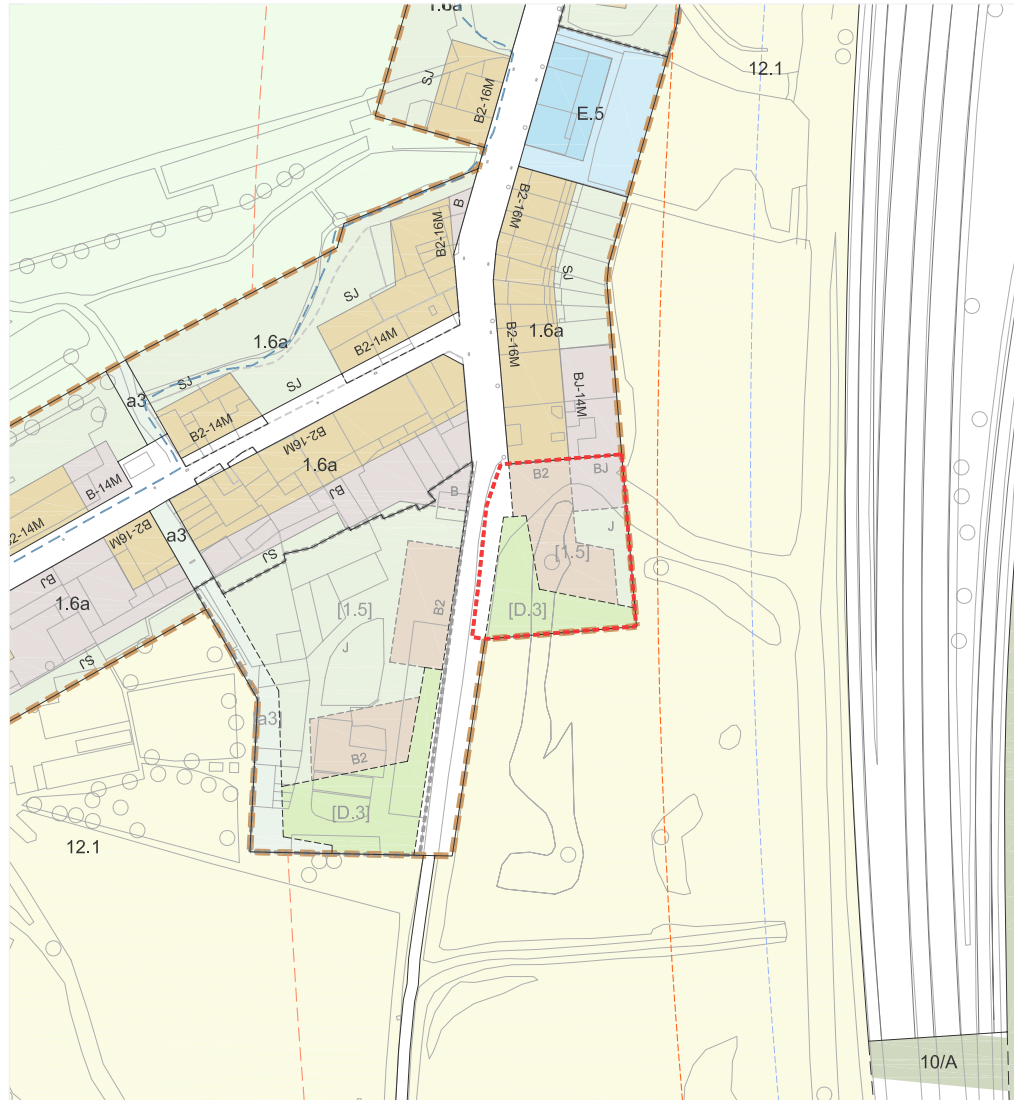 1.6a
12.1
SJ
B2-16M
E.5
B
B2-16M
B2-16M
SJ
SJ
1.6a
B2-14M
B2-16M
1.6a
SJ
SJ
a3
BJ-14M
B2-14M
B2-16M
1.6a
B2
BJ
B-14M
BJ
B
B2-14M
B2-16M
a3
SJ
J
[1.5]
BJ
1.6a
[1.5]
B2
[D.3]
J
SJ
[a3]
B2
[D.3]
12.1
10/A